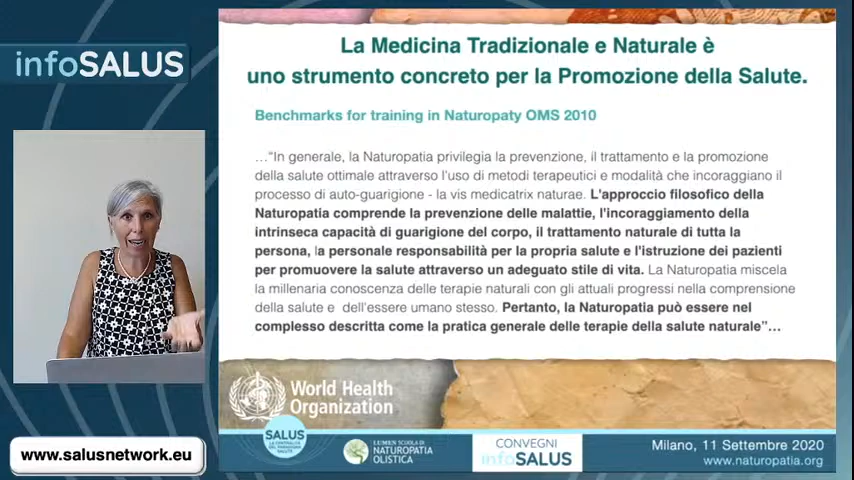 infoSALUS
La Medicina Tradizionale e Naturale è
uno strumento concreto per la Promozione della Salute.
Benchmarks for training in Naturopaty OMS 2010
…“In generale, la Naturopatia privilegia la prevenzione, il trattamento e la promozione
della salute ottimale attraverso l'uso di metodi terapeutici e modalità che incoraggiano il
processo di auto-guarigione - la vis medicatrix naturae. L'approccio filosofico della
Naturopatia comprende la prevenzione delle malattie, l'incoraggiamento della
intrinseca capacità di guarigione del corpo, il trattamento naturale di tutta la
persona, la personale responsabilità per la propria salute e l'istruzione dei pazienti
per promuovere la salute attraverso un adeguato stile di vita. La Naturopatia miscela
la millenaria conoscenza delle terapie naturali con gli attuali progressi nella comprensione
della salute e dell'essere umano stesso. Pertanto, la Naturopatia può essere nel
complesso descritta come la pratica generale delle terapie della salute naturale”…
World Health
Organization
SALUS
LUMEN SCUOLA DI
NATUROPATIA
OLISTICA
CONVEGNI
infoSALUS
Milano, 11 Settembre 2020
www.naturopatia.org
www.salusnetwork.eu